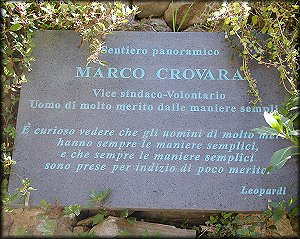 Sentiero panoramico
MARCO CROVARA
Vice sindaco-Volontario
Uomo di molto merito dalle maniere sempli
È curioso vedere che gli uomini di molto meri
hanno sempre le maniere semplici,
e che sempre le maniere semplici
sono prese per indizio di poco merito
Leopardi